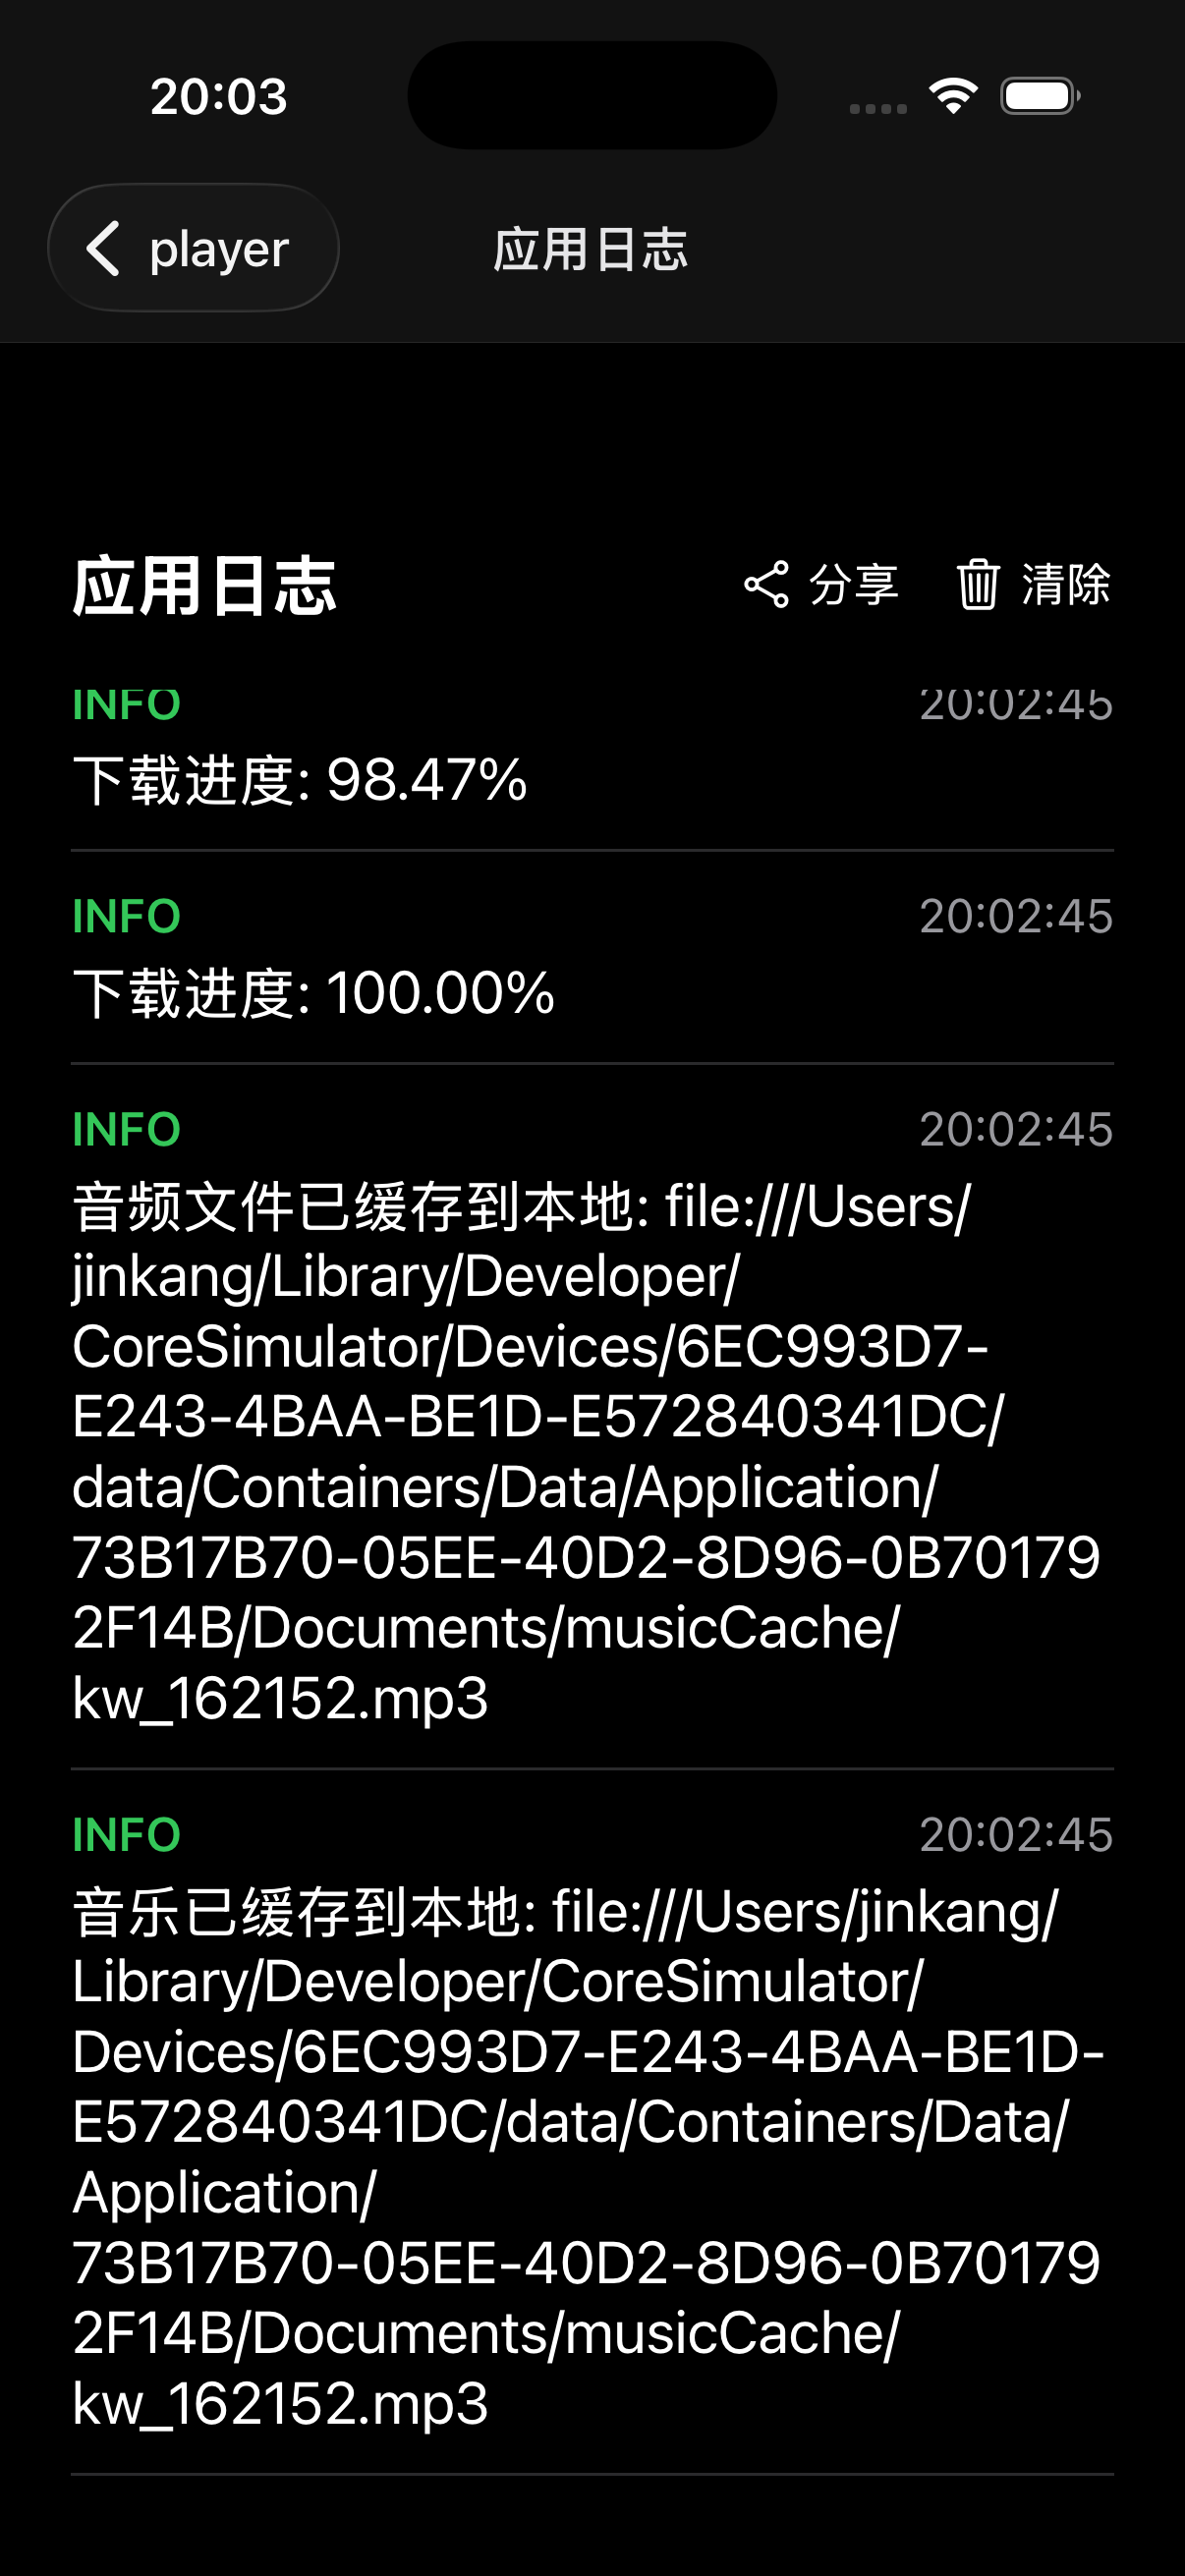 20:03
player
应用日志
应用日志
分享
清除
INFO
20:02:45
下载进度: 98.47%
INFO
20:02:45
下载进度: 100.00%
INFO
20:02:45
音频文件已缓存到本地: file:///Users/
jinkang/Library/Developer/
CoreSimulator/Devices/6EC993D7-
E243-4BAA-BE1D-E572840341DC/
data/Containers/Data/Application/
73B17B70-05EE-40D2-8D96-0B70179
2F14B/Documents/musicCache/
kw_162152.mp3
INFO
20:02:45
音乐已缓存到本地: file:///Users/jinkang/
Library/Developer/CoreSimulator/
Devices/6EC993D7-E243-4BAA-BE1D-
E572840341DC/data/Containers/Data/
Application/
73B17B70-05EE-40D2-8D96-0B70179
2F14B/Documents/musicCache/
kw_162152.mp3